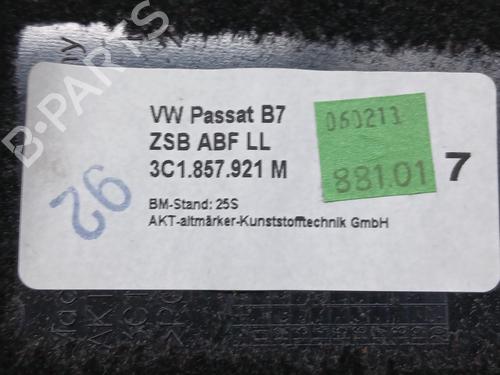 B-PARTS
VW Passat B7
ZSB ABF LL
3C1.857.921 M
BM-Stand: 25S
AKT-altmärker-Kunststofftechnik GmbH
060213
881.01
7
26